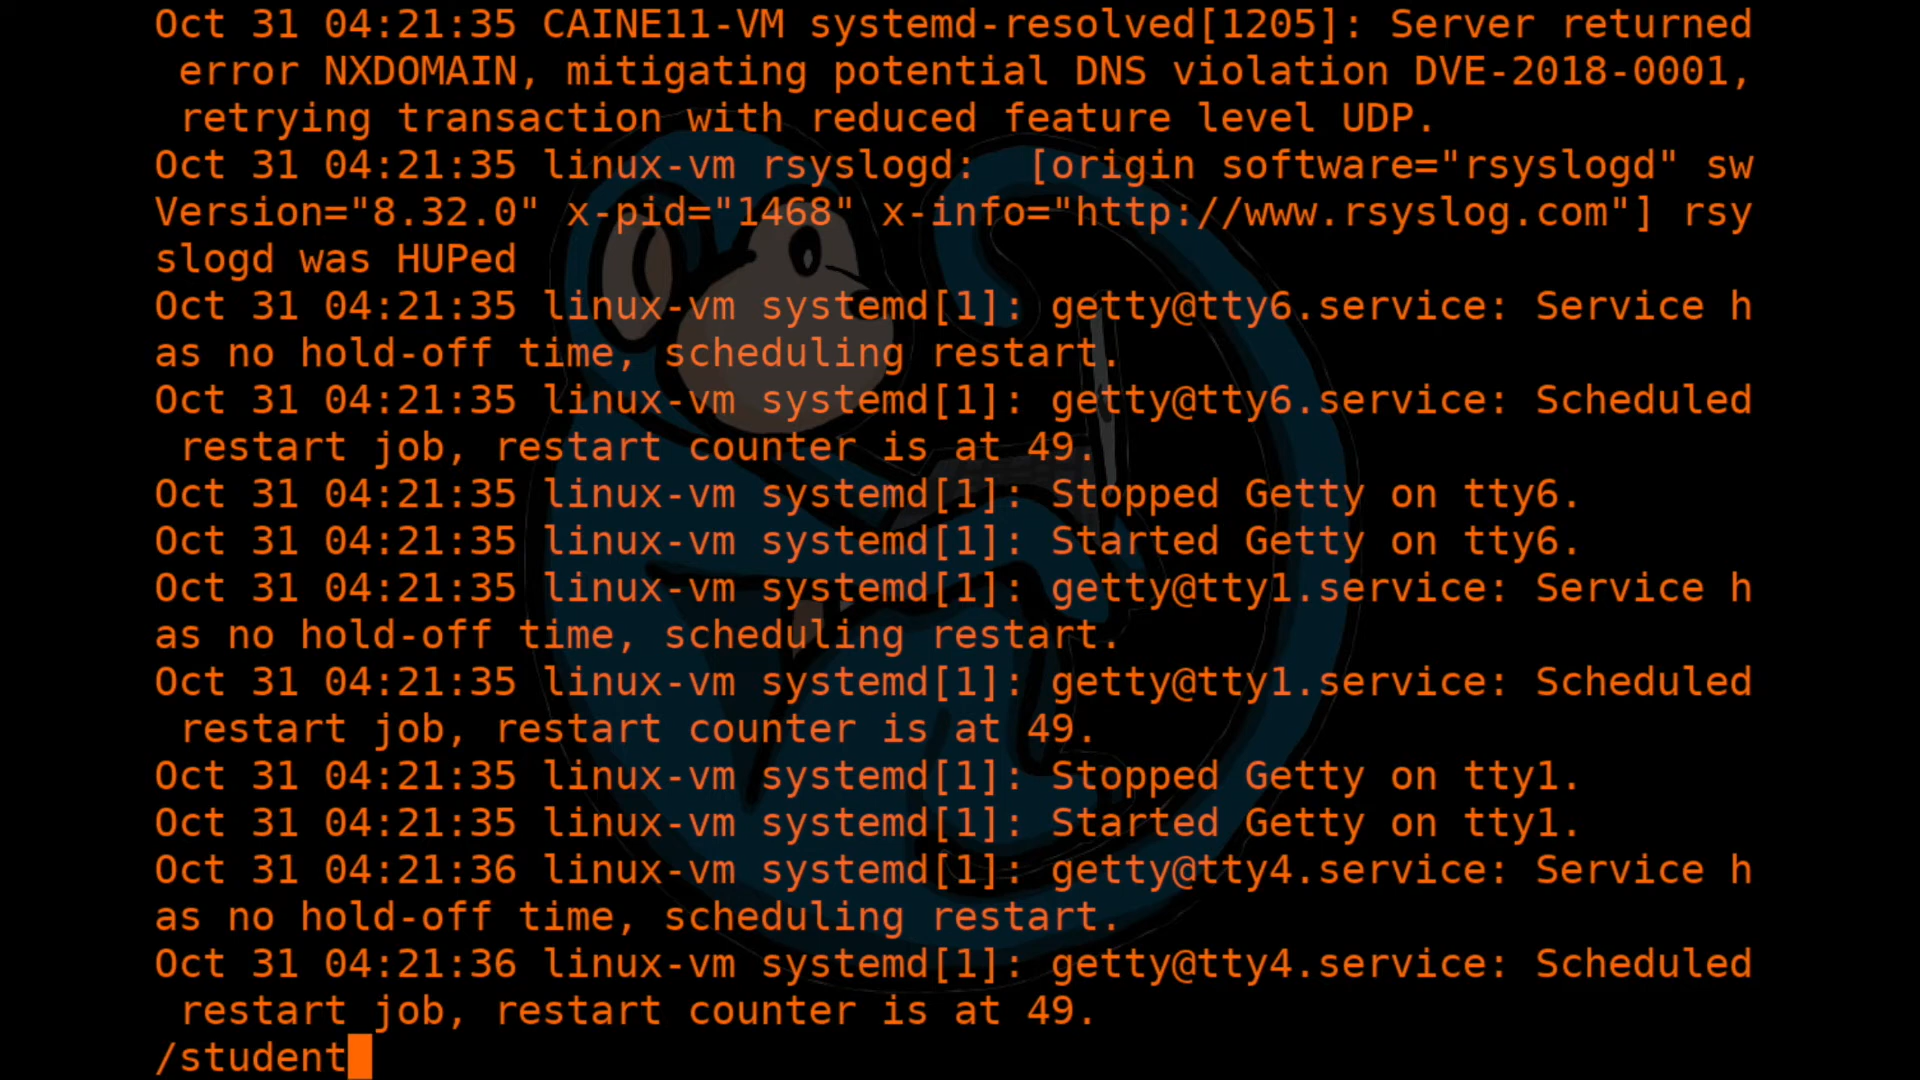 Oct 31 04:21:35 CAINE11-VM systemd-resolved[1205]: Server returned
 error NXDOMAIN, mitigating potential DNS violation DVE-2018-0001,
 retrying transaction with reduced feature level UDP.
Oct 31 04:21:35 linux-vm rsyslogd:  [origin software="rsyslogd" sw
Version="8.32.0" x-pid="1468" x-info="http://www.rsyslog.com"] rsy
slogd was HUPed
Oct 31 04:21:35 linux-vm systemd[1]: getty@tty6.service: Service h
as no hold-off time, scheduling restart.
Oct 31 04:21:35 linux-vm systemd[1]: getty@tty6.service: Scheduled
 restart job, restart counter is at 49.
Oct 31 04:21:35 linux-vm systemd[1]: Stopped Getty on tty6.
Oct 31 04:21:35 linux-vm systemd[1]: Started Getty on tty6.
Oct 31 04:21:35 linux-vm systemd[1]: getty@tty1.service: Service h
as no hold-off time, scheduling restart.
Oct 31 04:21:35 linux-vm systemd[1]: getty@tty1.service: Scheduled
 restart job, restart counter is at 49.
Oct 31 04:21:35 linux-vm systemd[1]: Stopped Getty on tty1.
Oct 31 04:21:35 linux-vm systemd[1]: Started Getty on tty1.
Oct 31 04:21:36 linux-vm systemd[1]: getty@tty4.service: Service h
as no hold-off time, scheduling restart.
Oct 31 04:21:36 linux-vm systemd[1]: getty@tty4.service: Scheduled
 restart job, restart counter is at 49.
/student